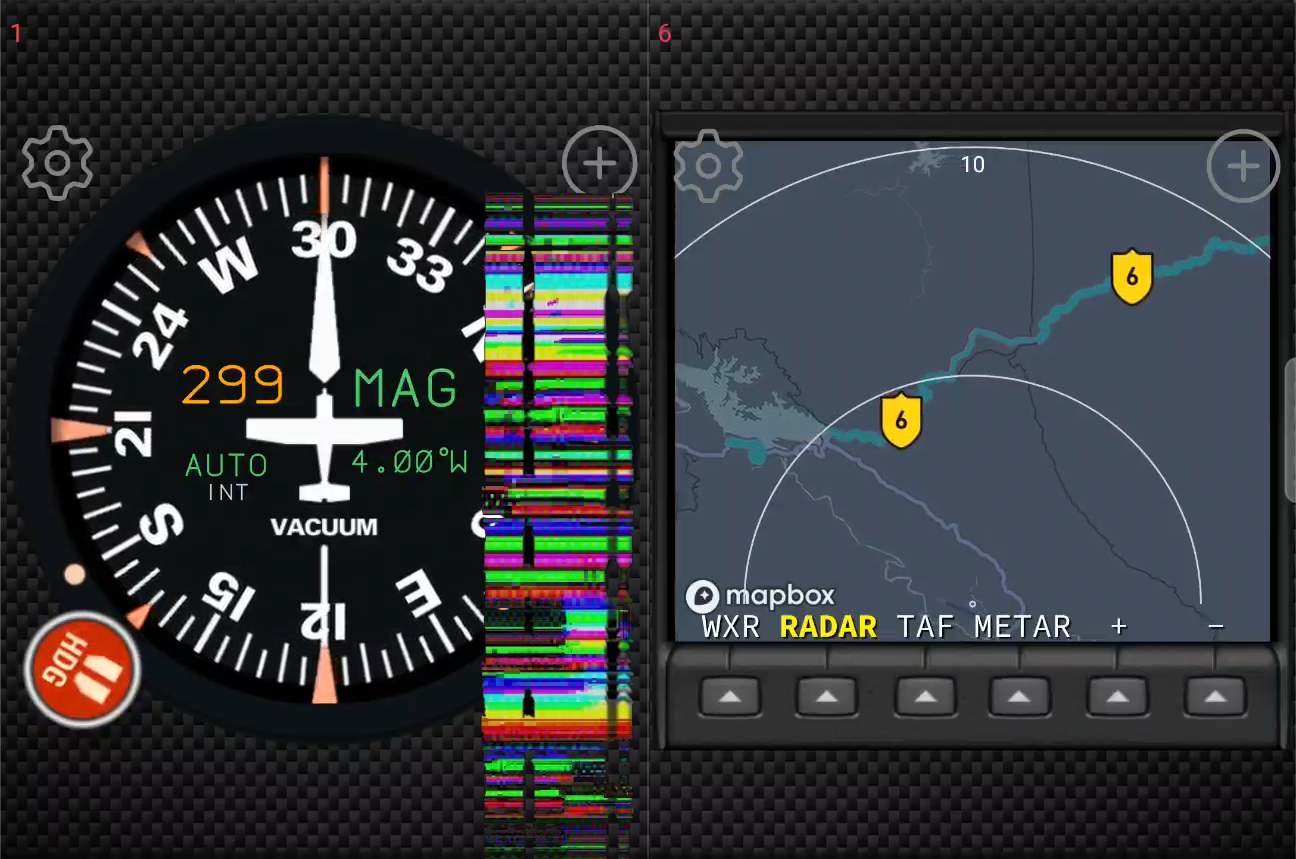 1
30
33
W
24
21
S
15
12
E
299
MAG
AUTO
4.00°W
INT
VACUUM
HDG
6
10
6
6
mapbox
WXR RADAR TAF METAR + −